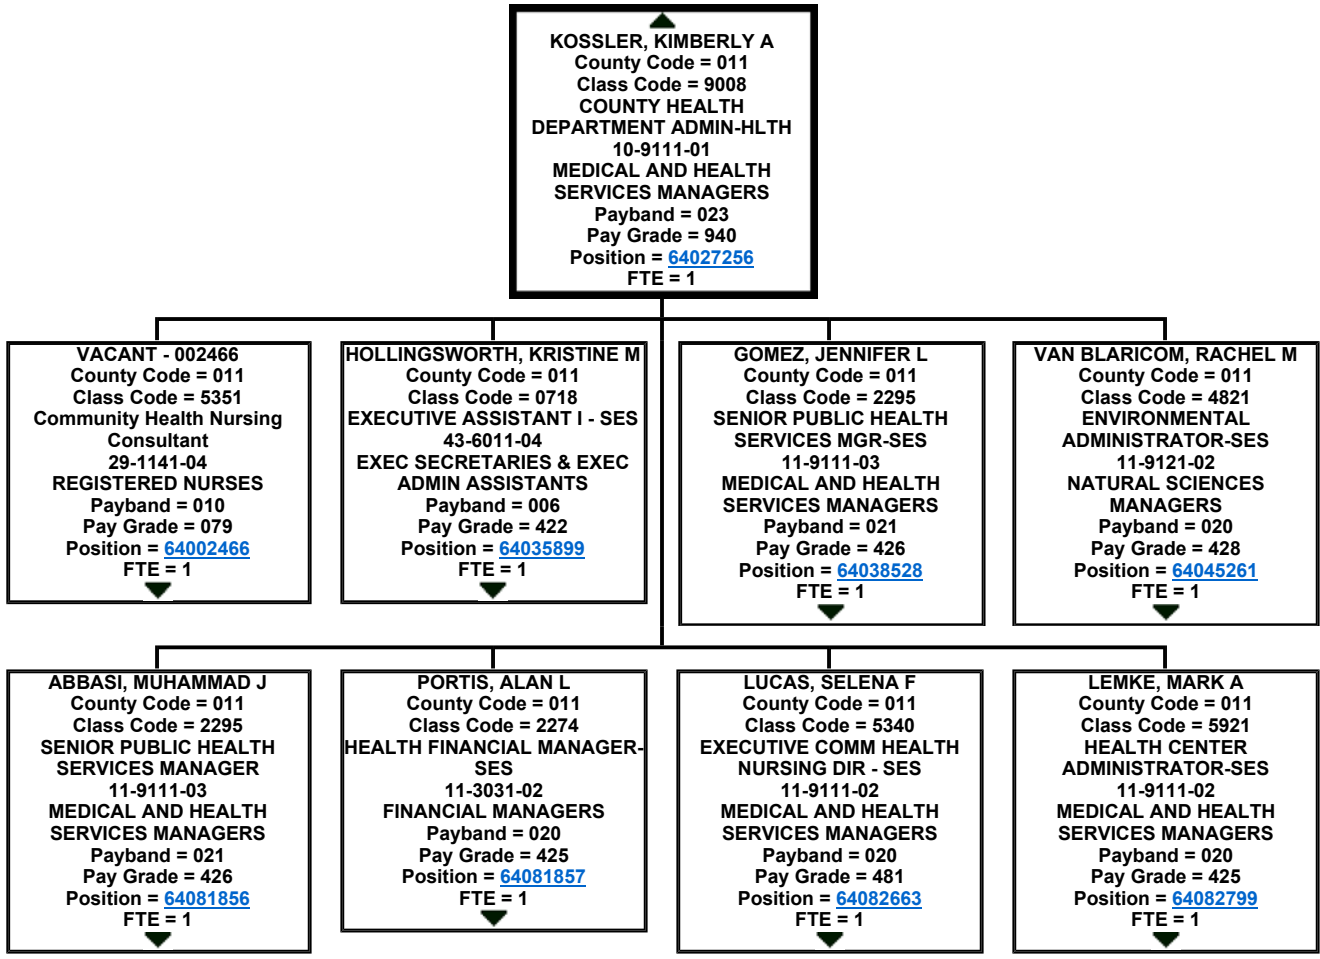 KOSSLER, KIMBERLY A
County Code = 011
Class Code = 9008
COUNTY HEALTH
DEPARTMENT ADMIN-HLTH
10-9111-01
MEDICAL AND HEALTH
SERVICES MANAGERS
Payband = 023
Pay Grade = 940
Position = 64027256
FTE = 1
VACANT - 002466
County Code = 011
Class Code = 5351
Community Health Nursing
Consultant
29-1141-04
REGISTERED NURSES
Payband = 010
Pay Grade = 079
Position = 64002466
FTE = 1
HOLLINGSWORTH, KRISTINE M
County Code = 011
Class Code = 0718
EXECUTIVE ASSISTANT I - SES
43-6011-04
EXEC SECRETARIES & EXEC
ADMIN ASSISTANTS
Payband = 006
Pay Grade = 422
Position = 64035899
FTE = 1
GOMEZ, JENNIFER L
County Code = 011
Class Code = 2295
SENIOR PUBLIC HEALTH
SERVICES MGR-SES
11-9111-03
MEDICAL AND HEALTH
SERVICES MANAGERS
Payband = 021
Pay Grade = 426
Position = 64038528
FTE = 1
VAN BLARICOM, RACHEL M
County Code = 011
Class Code = 4821
ENVIRONMENTAL
ADMINISTRATOR-SES
11-9121-02
NATURAL SCIENCES
MANAGERS
Payband = 020
Pay Grade = 428
Position = 64045261
FTE = 1
ABBASI, MUHAMMAD J
County Code = 011
Class Code = 2295
SENIOR PUBLIC HEALTH
SERVICES MANAGER
11-9111-03
MEDICAL AND HEALTH
SERVICES MANAGERS
Payband = 021
Pay Grade = 426
Position = 64081856
FTE = 1
PORTIS, ALAN L
County Code = 011
Class Code = 2274
HEALTH FINANCIAL MANAGER-
SES
11-3031-02
FINANCIAL MANAGERS
Payband = 020
Pay Grade = 425
Position = 64081857
FTE = 1
LUCAS, SELENA F
County Code = 011
Class Code = 5340
EXECUTIVE COMM HEALTH
NURSING DIR - SES
11-9111-02
MEDICAL AND HEALTH
SERVICES MANAGERS
Payband = 020
Pay Grade = 481
Position = 64082663
FTE = 1
LEMKE, MARK A
County Code = 011
Class Code = 5921
HEALTH CENTER
ADMINISTRATOR-SES
11-9111-02
MEDICAL AND HEALTH
SERVICES MANAGERS
Payband = 020
Pay Grade = 425
Position = 64082799
FTE = 1